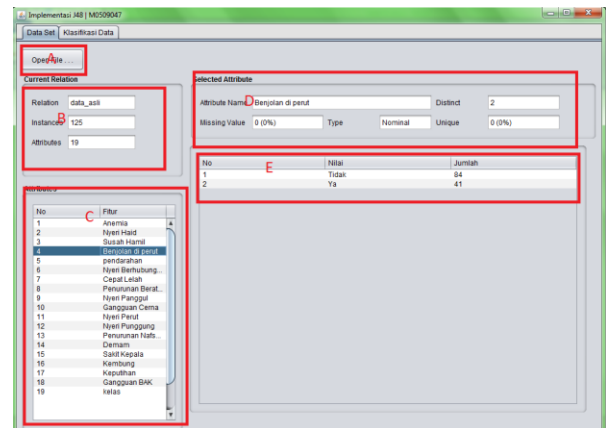 Implementasi J48 | M0509047
Data Set Klasifikasi Data
Open file ...
A
Current Relation
Relation data_asli
Instances 125
Attributes 19
B
Selected Attribute
Attribute Name Benjolan di perut Distinct 2
Missing Value 0 (0%) Type Nominal Unique 0 (0%)
D
No Nilai Jumlah
1 Tidak 84
2 Ya 41
E
Attributes
No Fitur
C
1 Anemia
2 Nyeri Haid
3 Susah Hamil
4 Benjolan di perut
5 pendarahan
6 Nyeri Berhubung...
7 Cepat Lelah
8 Penurunan Berat...
9 Nyeri Panggul
10 Gangguan Cerna
11 Nyeri Perut
12 Nyeri Punggung
13 Penurunan Nafs...
14 Demam
15 Sakit Kepala
16 Kembung
17 Keputihan
18 Gangguan BAK
19 kelas